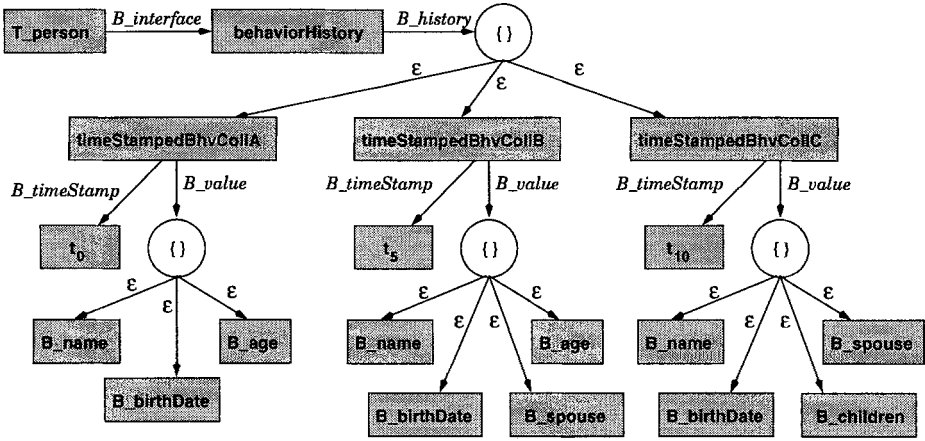 T_person B_interface behaviorHistory B_history { }
ε ε ε
timeStampedBhvCollA timeStampedBhvCollB timeStampedBhvCollC
B_timeStamp B_value B_timeStamp B_value B_timeStamp B_value
t0 { } t5 { } t10 { }
ε ε ε ε ε ε ε ε ε ε ε
B_name B_age B_name B_age B_name B_spouse
B_birthDate B_birthDate B_spouse B_birthDate B_children